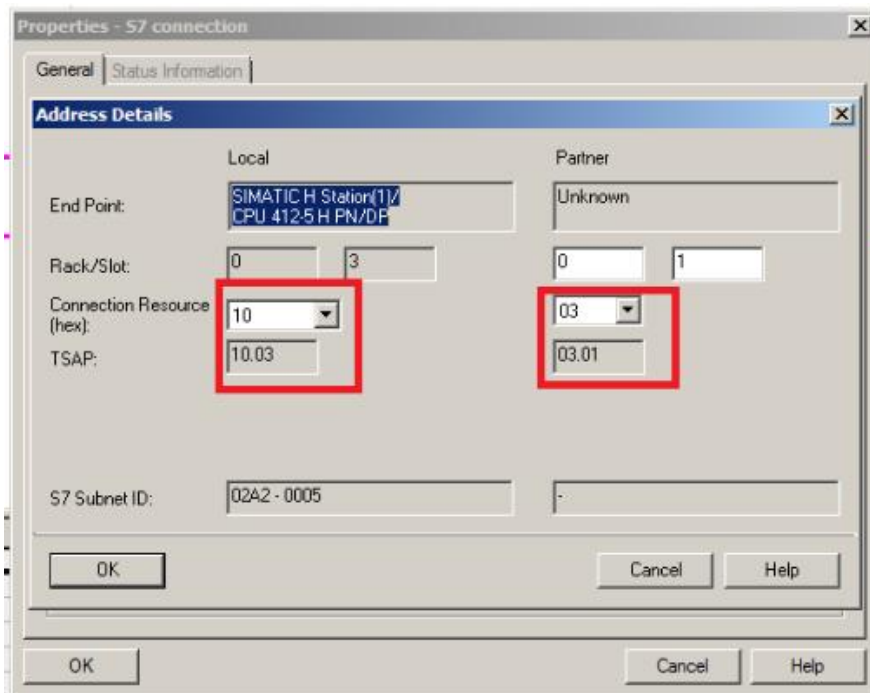 Properties - S7 connection
General Status Information
Address Details
Local Partner
End Point: SIMATIC H Station(1)/ Unknown
CPU 412-5 H PN/DP
Rack/Slot: 0 3 0 1
Connection Resource
(hex): 10 03
TSAP: 10.03 03.01
S7 Subnet ID: 02A2 - 0005 -
OK Cancel Help
OK Cancel Help